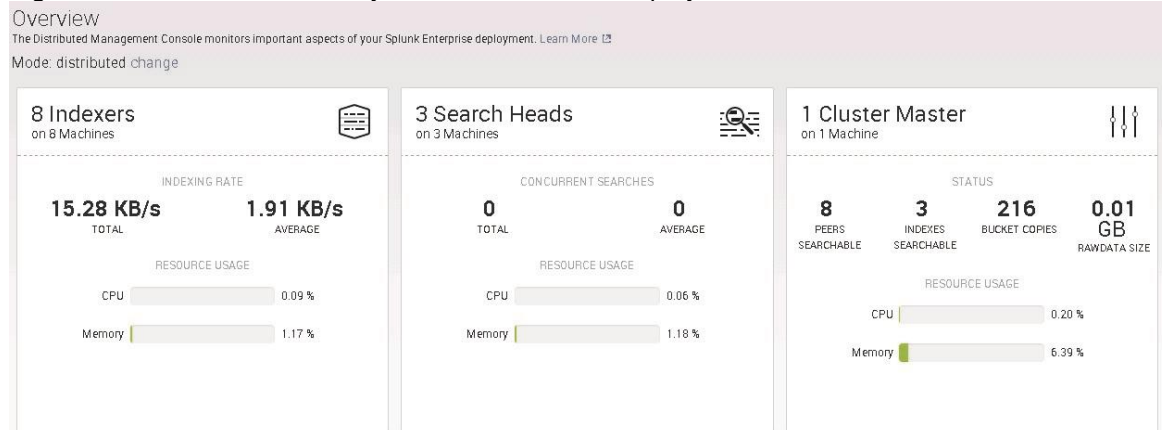 Overview
The Distributed Management Console monitors important aspects of your Splunk Enterprise deployment. Learn More
Mode: distributed change
8 Indexers
on 8 Machines
INDEXING RATE
15.28 KB/s 1.91 KB/s
TOTAL AVERAGE
RESOURCE USAGE
CPU 0.09 %
Memory 1.17 %
3 Search Heads
on 3 Machines
CONCURRENT SEARCHES
0 0
TOTAL AVERAGE
RESOURCE USAGE
CPU 0.06 %
Memory 1.18 %
1 Cluster Master
on 1 Machine
STATUS
8 3 216 0.01
GB
PEERS INDEXES BUCKET COPIES
SEARCHABLE SEARCHABLE RAWDATA SIZE
RESOURCE USAGE
CPU 0.20 %
Memory 6.39 %